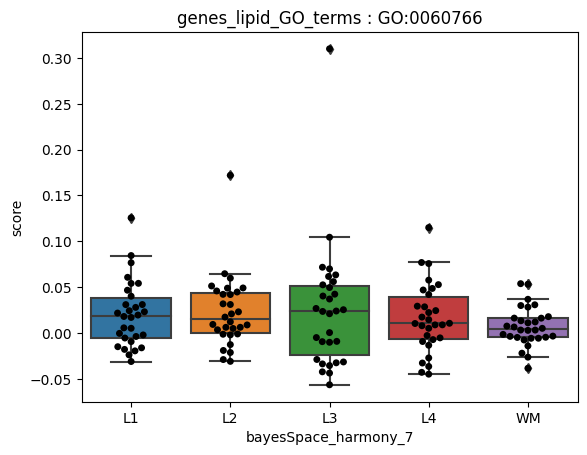 genes_lipid_GO_terms : GO:0060766
0.30
0.25
0.20
0.15
0.10
0.05
0.00
−0.05
score
L1 L2 L3 L4 WM
bayesSpace_harmony_7